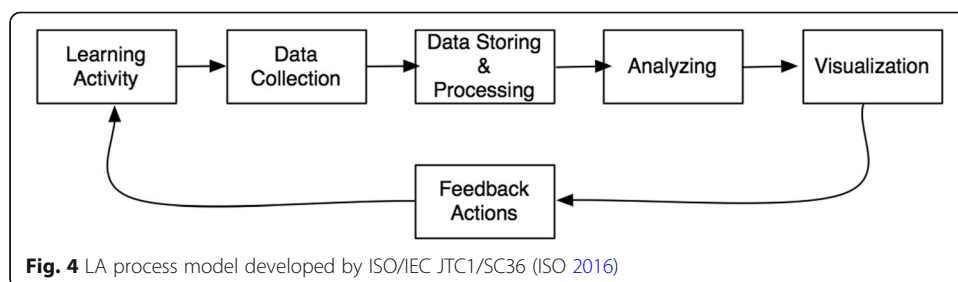 Learning
Activity
Data
Collection
Data Storing
&
Processing
Analyzing
Visualization
Feedback
Actions
Fig. 4 LA process model developed by ISO/IEC JTC1/SC36 (ISO 2016)